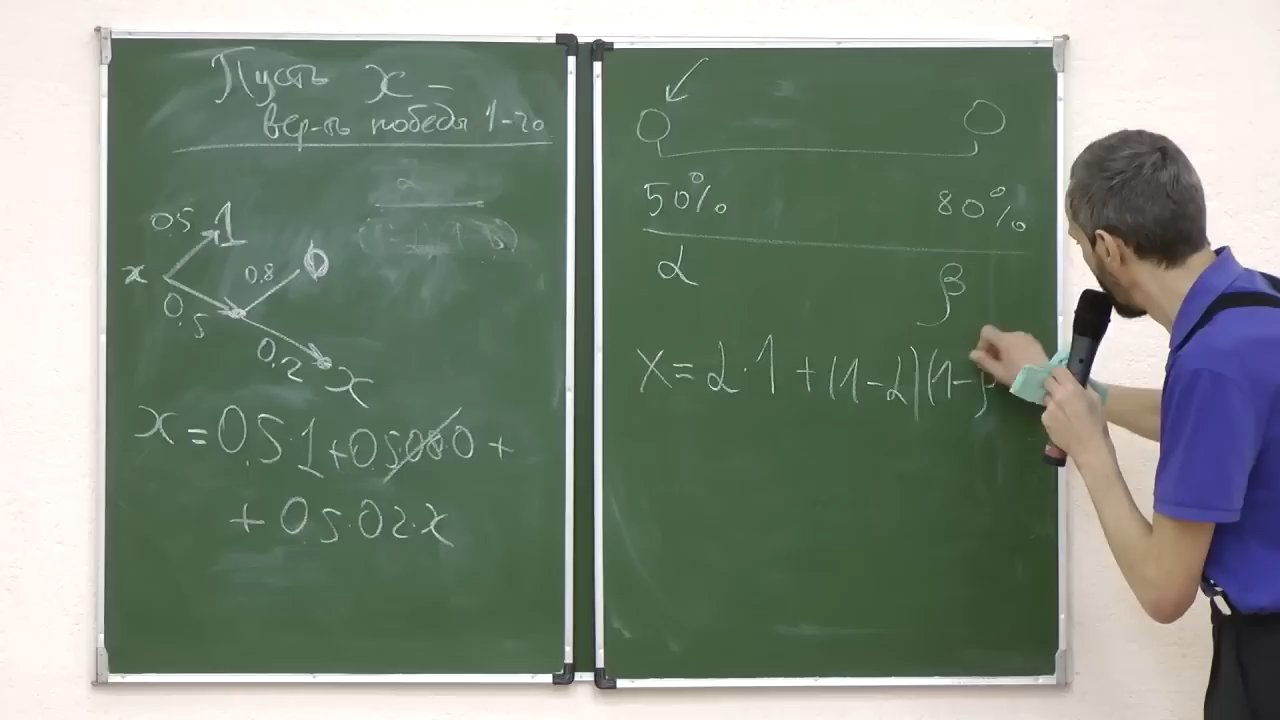 Пусть x –
вер-ть победы 1-го
0.5 1
x 0.8 0
0.5
0.2 x
x = 0.5·1 + 0.5·0.8·0 +
+ 0.5·0.2·x
50% 80%
α β
X = α·1 + (1-α)(1-β